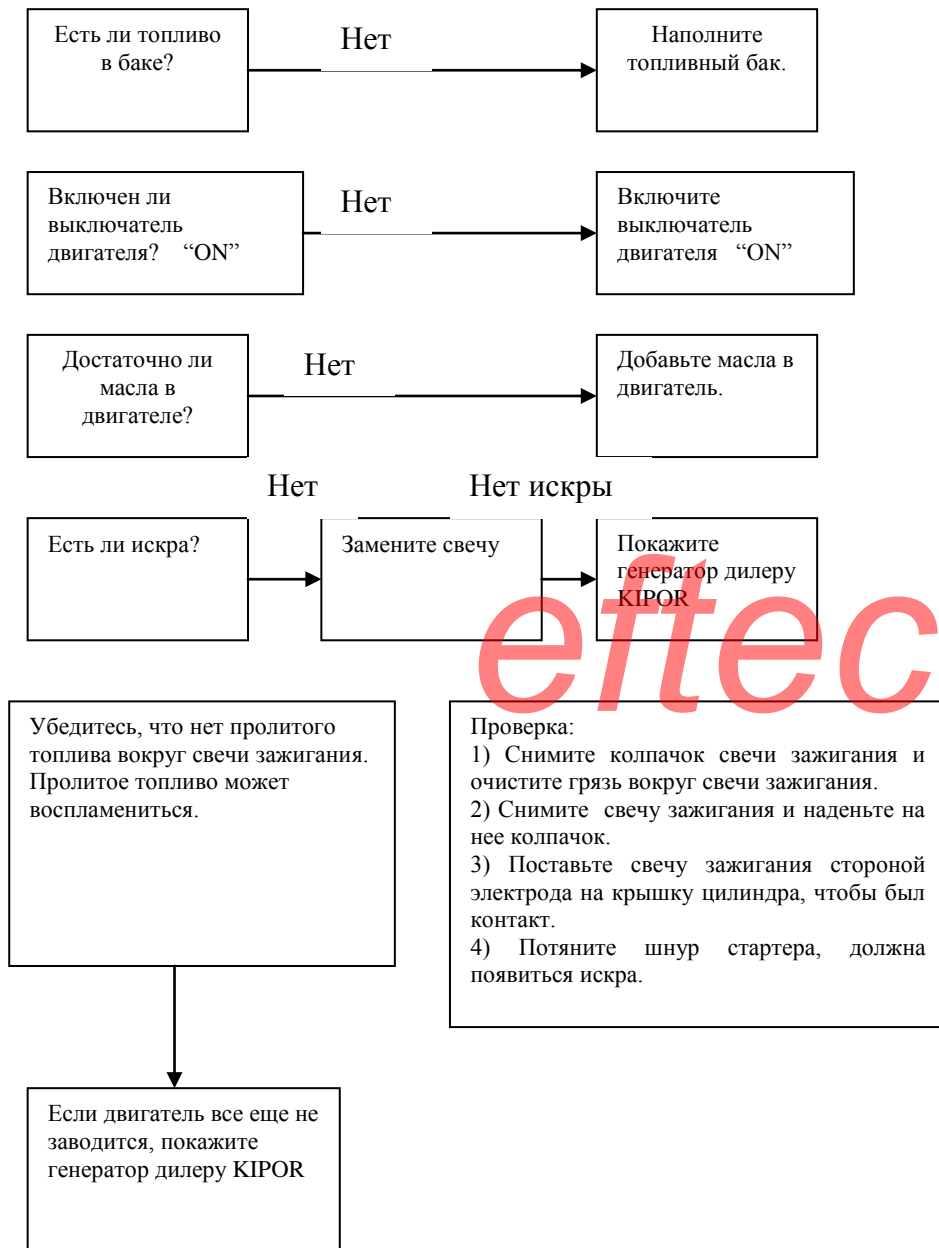 Есть ли топливо
в баке?
Нет
Наполните
топливный бак.
Включен ли
выключатель
двигателя? “ON”
Нет
Включите
выключатель
двигателя “ON”
Достаточно ли
масла в
двигателе?
Нет
Добавьте масла в
двигатель.
Нет
Нет искры
Есть ли искра?
Замените свечу
Покажите
генератор дилеру
KIPOR
eftec
Убедитесь, что нет пролитого
топлива вокруг свечи зажигания.
Пролитое топливо может
воспламениться.
Проверка:
1) Снимите колпачок свечи зажигания и
очистите грязь вокруг свечи зажигания.
2) Снимите свечу зажигания и наденьте на
нее колпачок.
3) Поставьте свечу зажигания стороной
электрода на крышку цилиндра, чтобы был
контакт.
4) Потяните шнур стартера, должна
появиться искра.
Если двигатель все еще не
заводится, покажите
генератор дилеру KIPOR